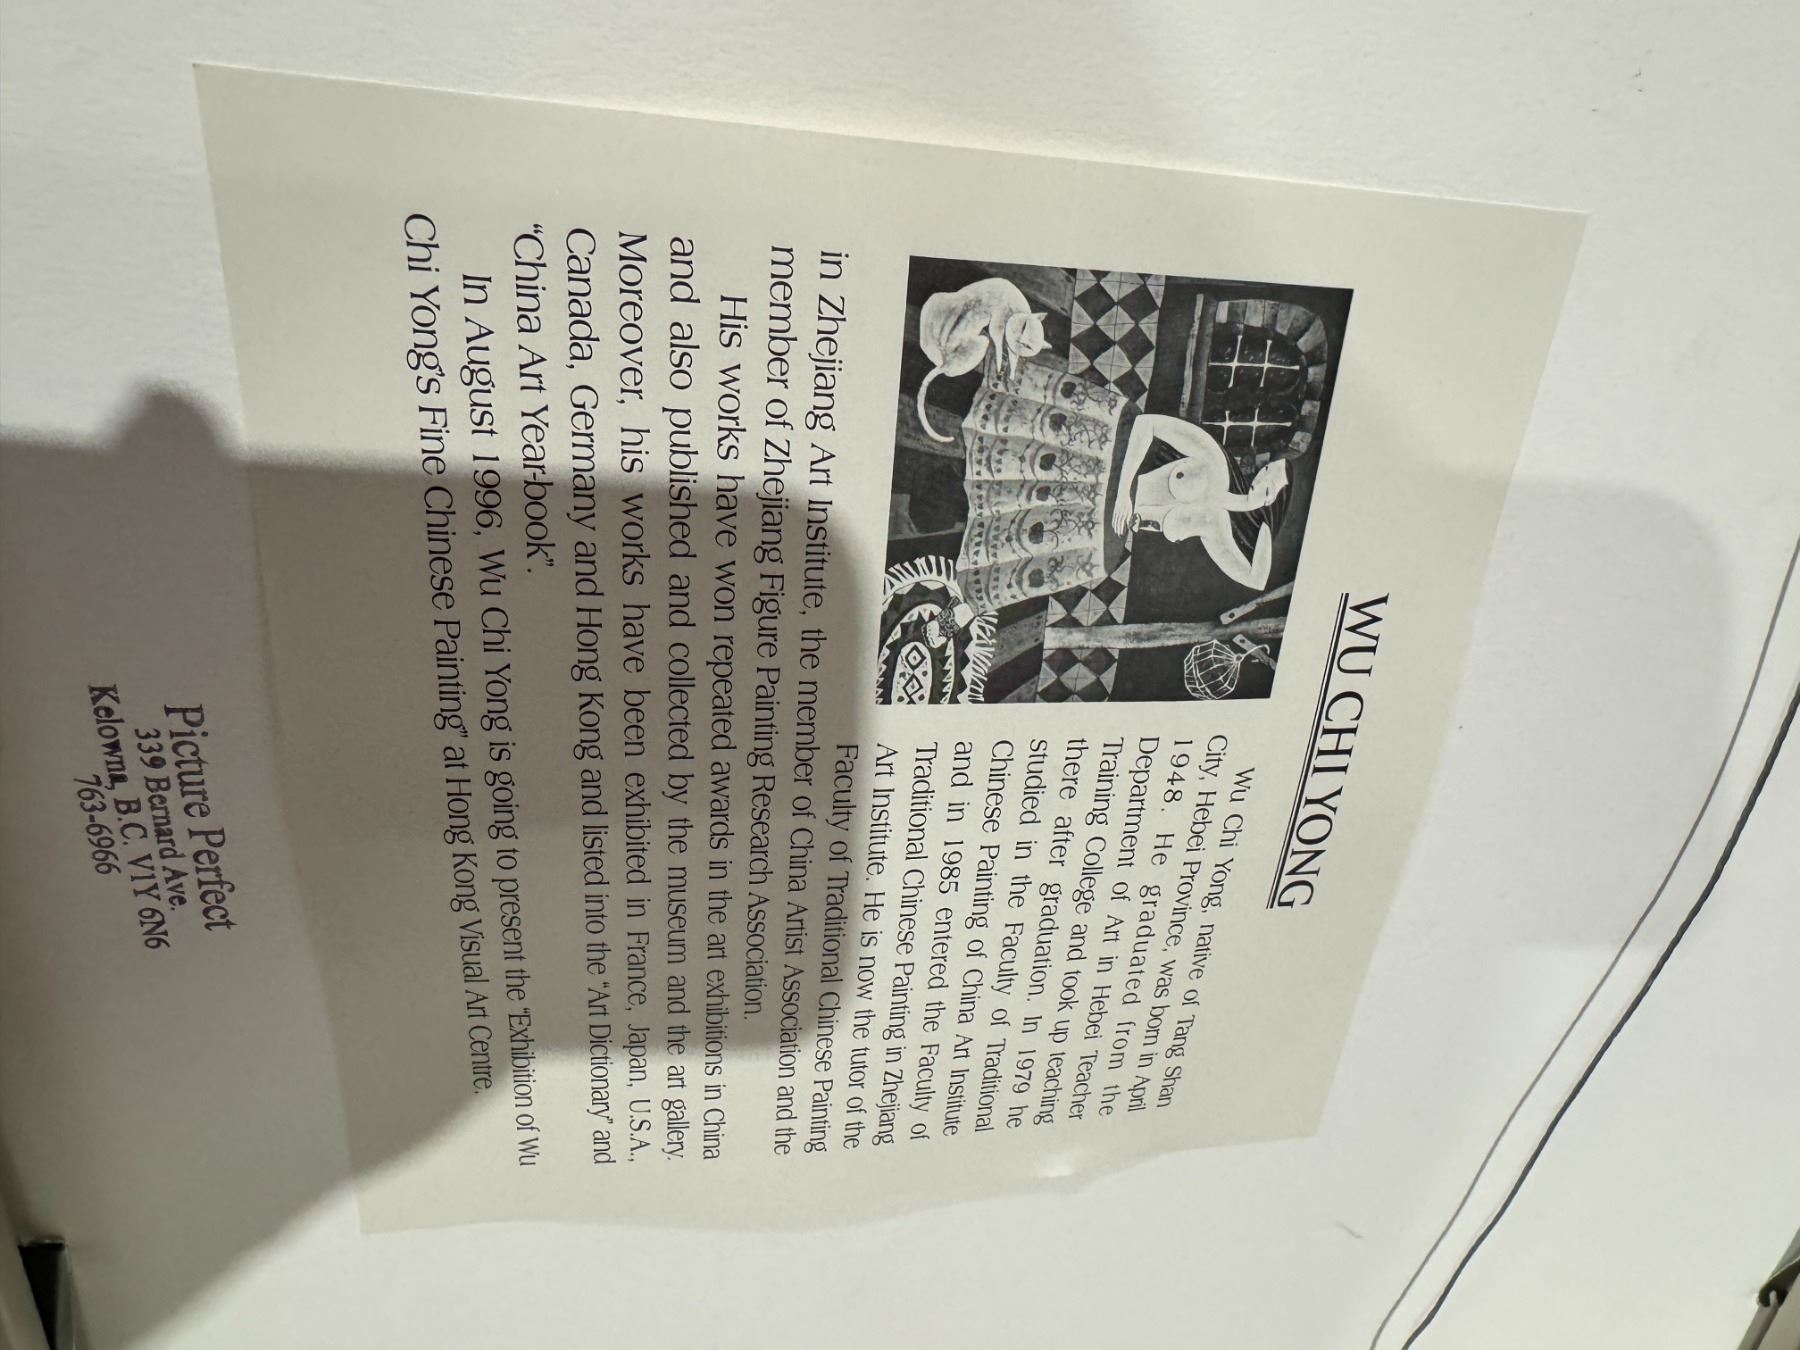 WU CHI YONG
Wu Chi Yong, native of Tang Shan
City, Hebei Province, was born in April
1948. He graduated from the
Department of Art in Hebei Teacher
Training College and took up teaching
there after graduation. In 1979 he
studied in the Faculty of Traditional
Chinese Painting of China Art Institute
and in 1985 entered the Faculty of
Traditional Chinese Painting in Zhejiang
Art Institute. He is now the tutor of the
Faculty of Traditional Chinese Painting
in Zhejiang Art Institute, the member of China Artist Association and the
member of Zhejiang Figure Painting Research Association.
His works have won repeated awards in the art exhibitions in China
and also published and collected by the museum and the art gallery.
Moreover, his works have been exhibited in France, Japan, U.S.A.,
Canada, Germany and Hong Kong and listed into the “Art Dictionary” and
“China Art Year-book”.
In August 1996, Wu Chi Yong is going to present the “Exhibition of Wu
Chi Yong's Fine Chinese Painting” at Hong Kong Visual Art Centre.
Picture Perfect
339 Bernard Ave.
Kelowna, B.C. V1Y 6N6
763-6966